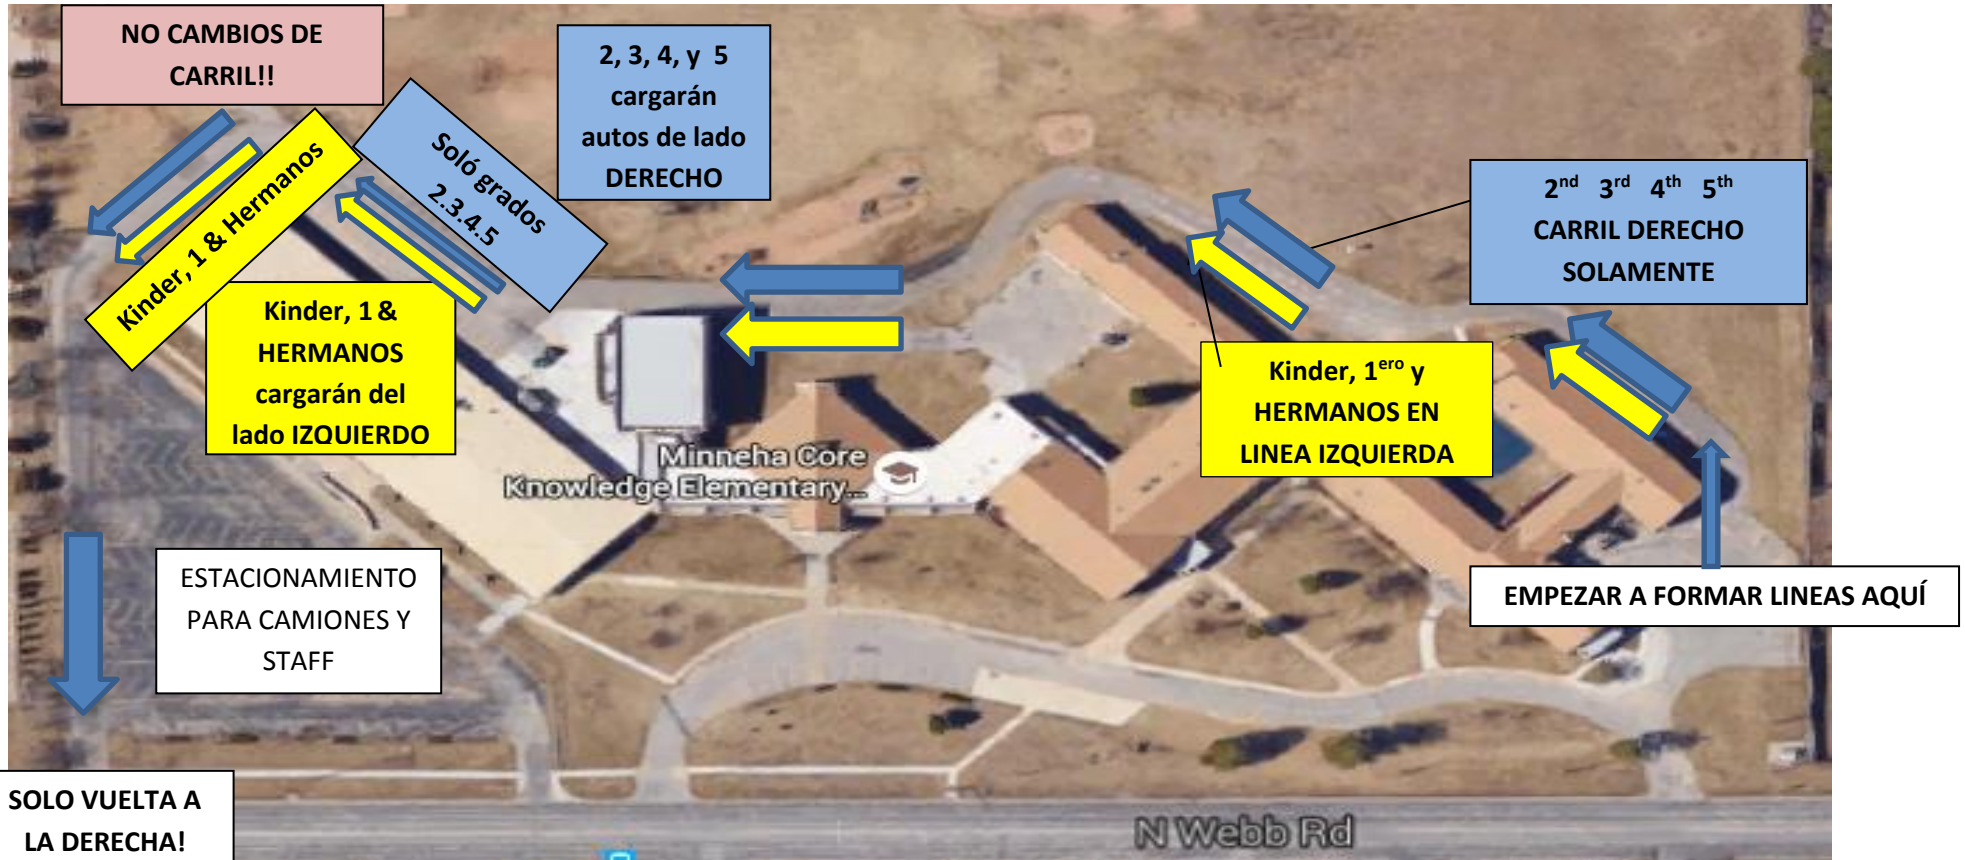 NO CAMBIOS DE
CARRIL!!
2, 3, 4, y 5
cargarán
autos de lado
DERECHO
Soló grados
2.3.4.5
Kinder, 1 & Hermanos
2nd 3rd 4th 5th
CARRIL DERECHO
SOLAMENTE
Kinder, 1 &
HERMANOS
cargarán del
lado IZQUIERDO
Kinder, 1ero y
HERMANOS EN
LINEA IZQUIERDA
Minneha Core
Knowledge Elementary...
ESTACIONAMIENTO
PARA CAMIONES Y
STAFF
EMPEZAR A FORMAR LINEAS AQUÍ
SOLO VUELTA A
LA DERECHA!
N Webb Rd